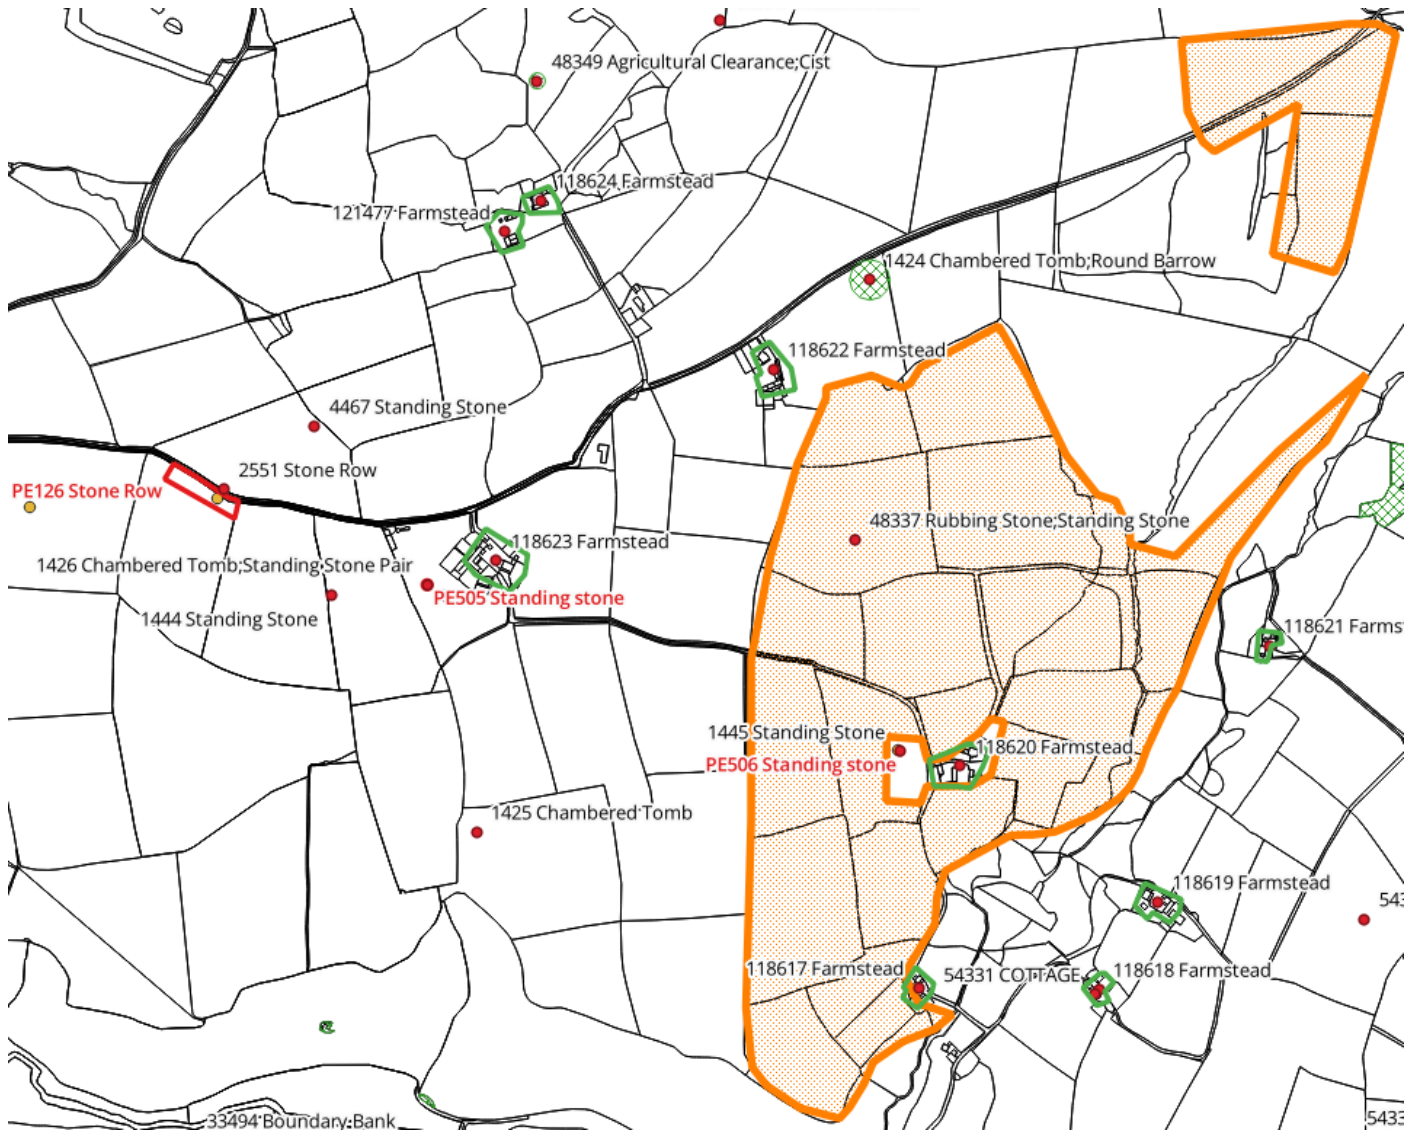 48349 Agricultural Clearance;Cist
118624 Farmstead
121477 Farmstead
1424 Chambered Tomb;Round Barrow
118622 Farmstead
4467 Standing Stone
2551 Stone Row
PE126 Stone Row
48337 Rubbing Stone;Standing Stone
118623 Farmstead
1426 Chambered Tomb;Standing Stone Pair
PE505 Standing stone
1444 Standing Stone
118621 Farmst
1445 Standing Stone
118620 Farmstead
PE506 Standing stone
1425 Chambered Tomb
118619 Farmstead
543
118617 Farmstead
54331 COTTAGE
118618 Farmstead
33494 Boundary Bank
5433